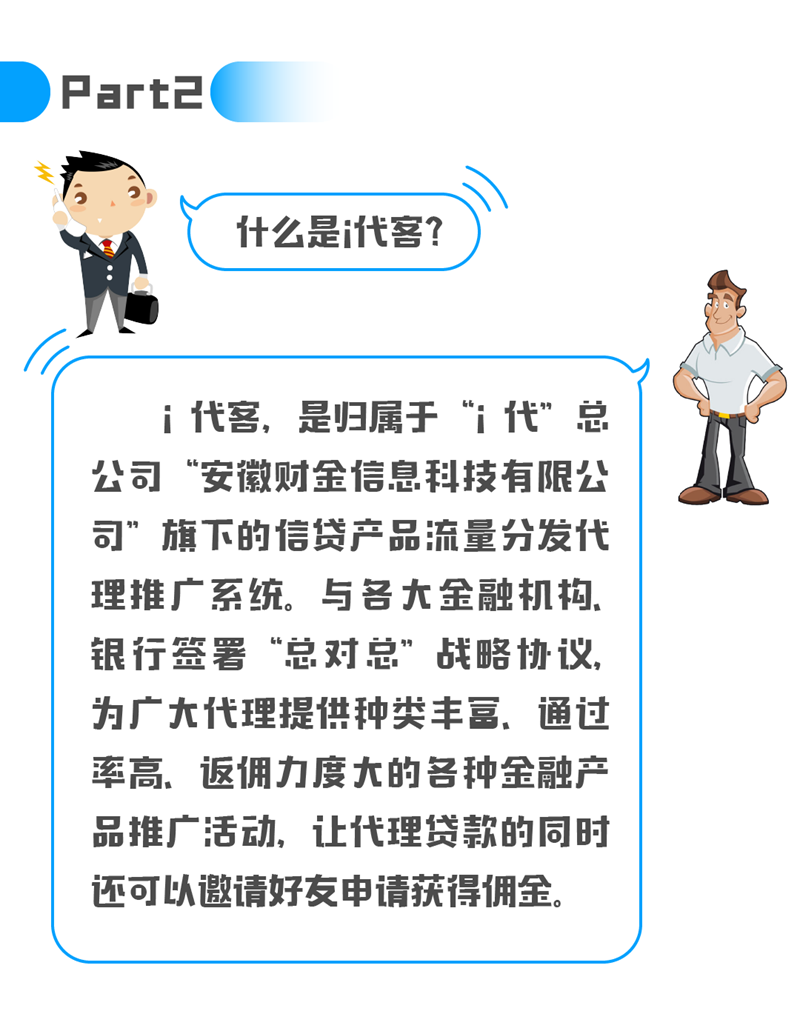 Part2
什么是i代客?
i代客,是归属于“i代”总
公司“安徽财金信息科技有限公
司”旗下的信贷产品流量分发代
理推广系统。与各大金融机构、
银行签署“总对总”战略协议,
为广大代理提供种类丰富、通过
率高、返佣力度大的各种金融产
品推广活动,让代理贷款的同时
还可以邀请好友申请获得佣金。